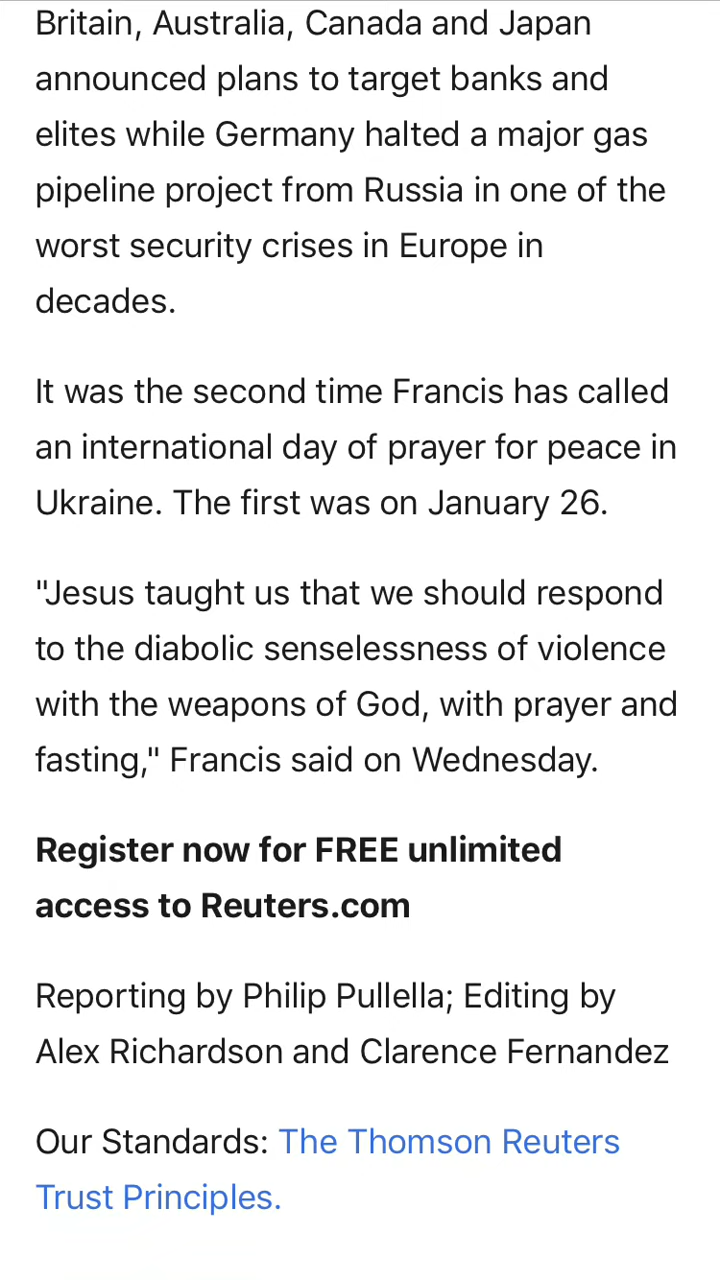 Britain, Australia, Canada and Japan
announced plans to target banks and
elites while Germany halted a major gas
pipeline project from Russia in one of the
worst security crises in Europe in
decades.
It was the second time Francis has called
an international day of prayer for peace in
Ukraine. The first was on January 26.
"Jesus taught us that we should respond
to the diabolic senselessness of violence
with the weapons of God, with prayer and
fasting," Francis said on Wednesday.
Register now for FREE unlimited
access to Reuters.com
Reporting by Philip Pullella; Editing by
Alex Richardson and Clarence Fernandez
Our Standards: The Thomson Reuters
Trust Principles.